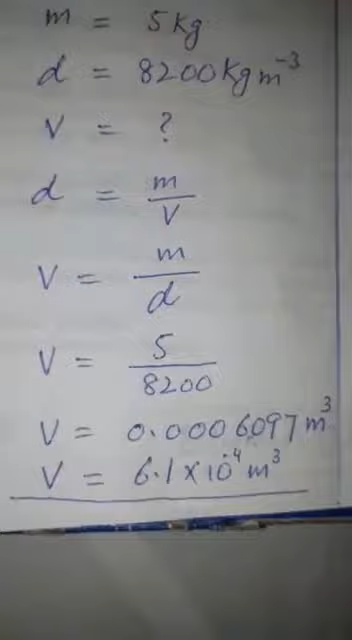 m = 5kg
d = 8200kgm⁻³
V = ?
d = m/V
V = m/d
V = 5/8200
V = 0.0006097m³
V = 6.1×10⁻⁴m³